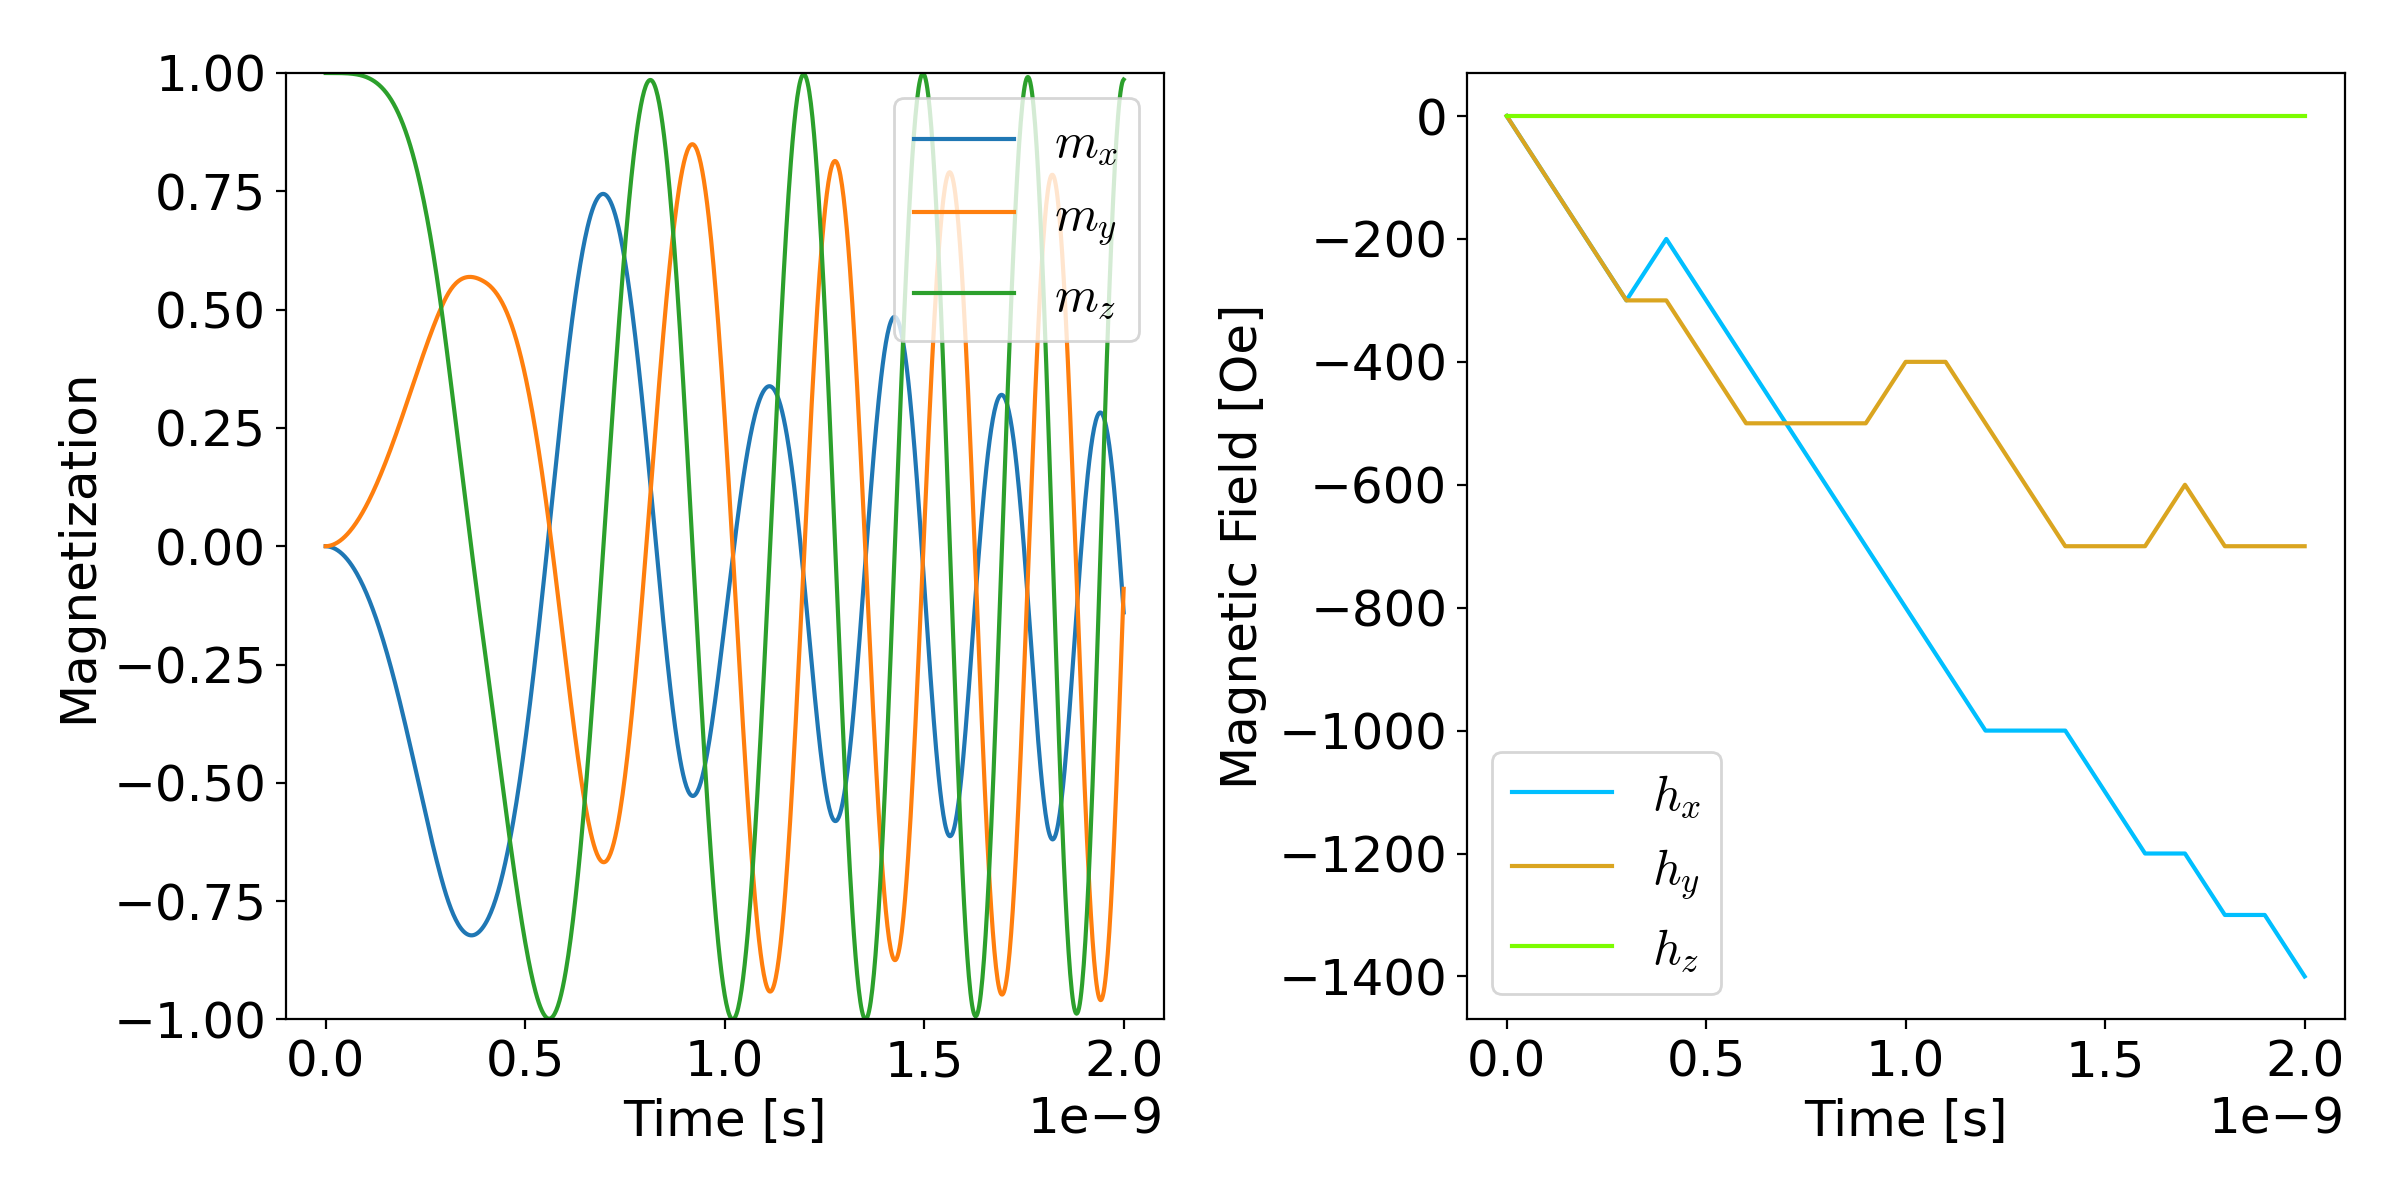 1.00
0.75
0.50
0.25
0.00
−0.25
−0.50
−0.75
−1.00
Magnetization
0.0 0.5 1.0 1.5 2.0
Time [s]
1e−9
m_x
m_y
m_z
0
−200
−400
−600
−800
−1000
−1200
−1400
Magnetic Field [Oe]
0.0 0.5 1.0 1.5 2.0
Time [s]
1e−9
h_x
h_y
h_z